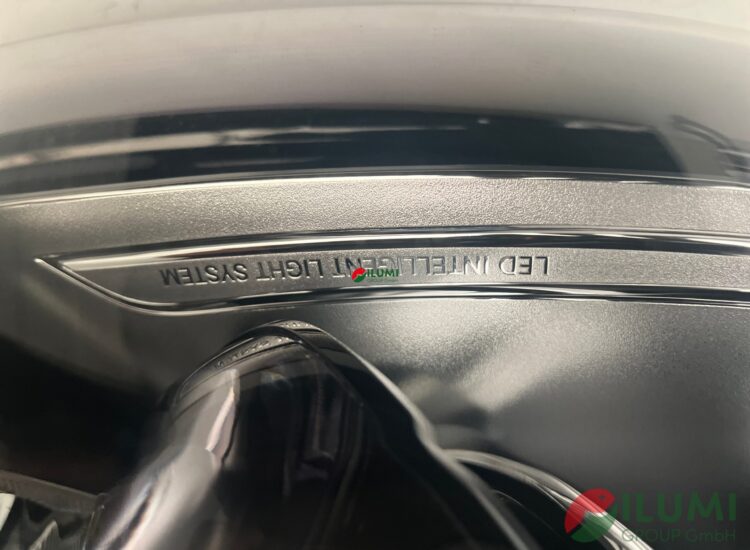 LED INTELLIGENT LIGHT SYSTEM
ILUMI
ILUMI
GROUP GmbH